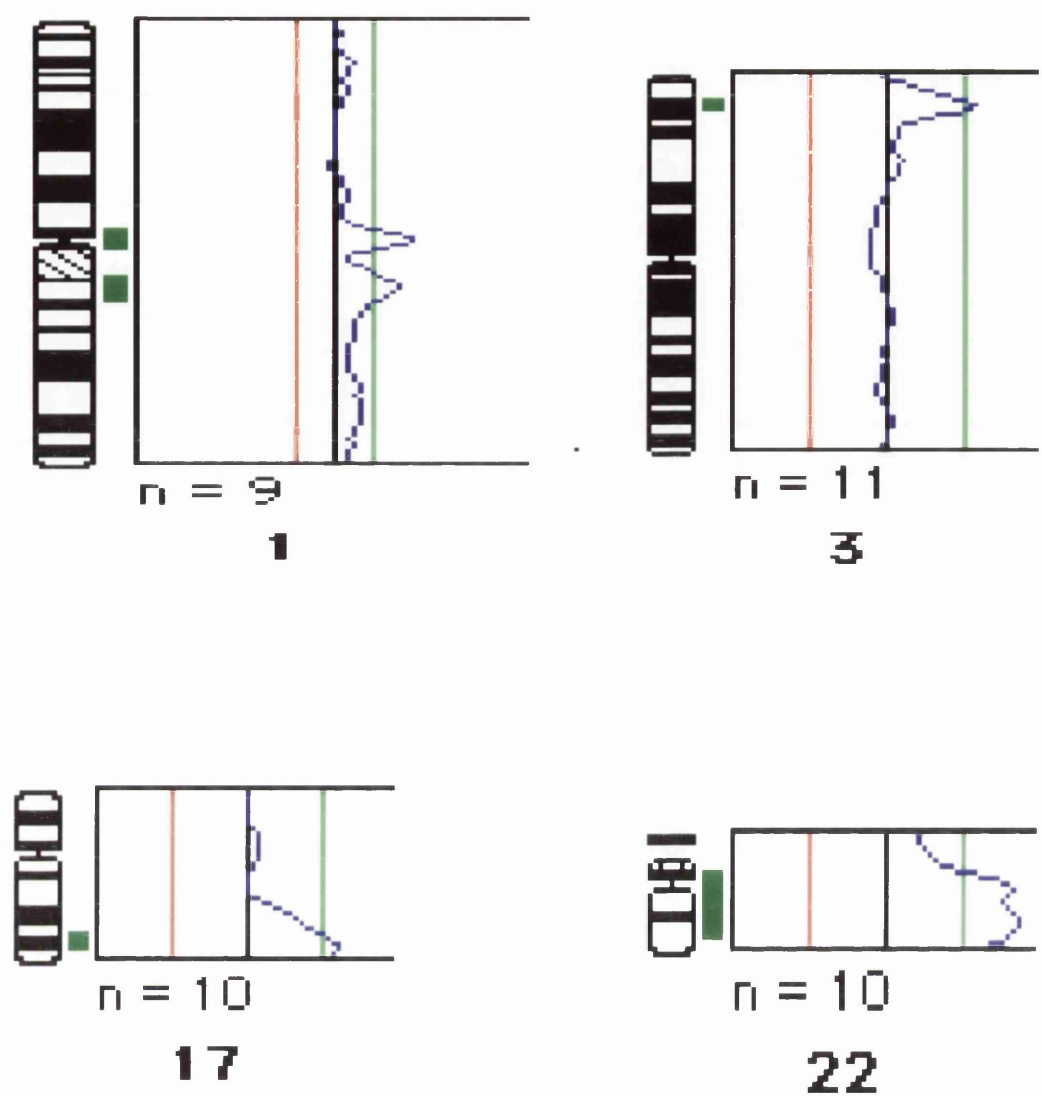 n = 9
1
n = 11
3
n = 10
17
n = 10
22